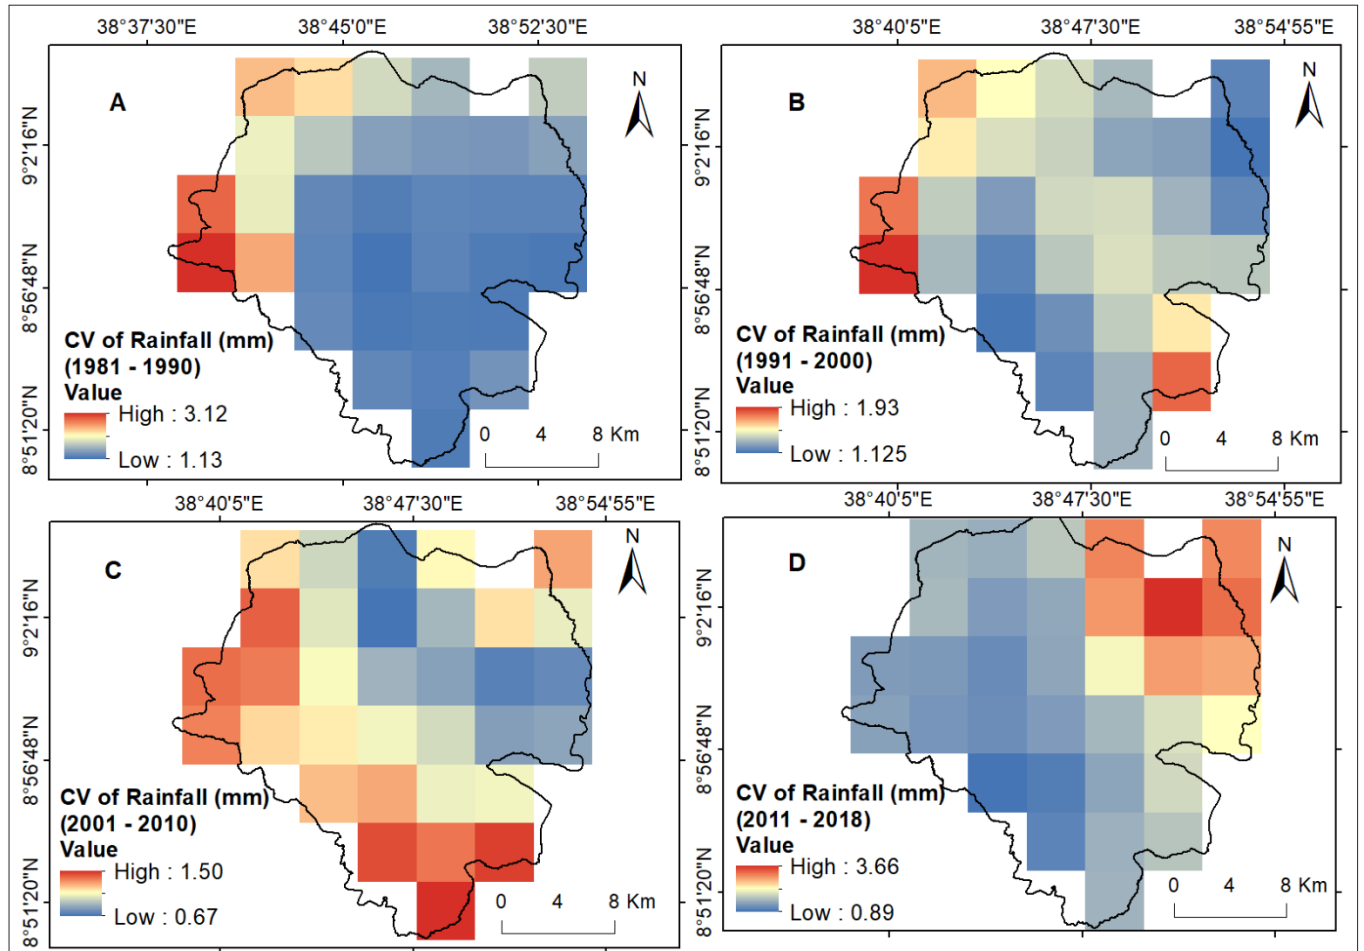 38°37'30"E 38°45'0"E 38°52'30"E
A
N
9°2'16"N
8°56'48"N
8°51'20"N
CV of Rainfall (mm)
(1981 - 1990)
Value
High : 3.12
Low : 1.13
0 4 8 Km
38°40'5"E 38°47'30"E 38°54'55"E
B
N
9°2'16"N
8°56'48"N
8°51'20"N
CV of Rainfall (mm)
(1991 - 2000)
Value
High : 1.93
Low : 1.125
0 4 8 Km
38°40'5"E 38°47'30"E 38°54'55"E
C
N
9°2'16"N
8°56'48"N
8°51'20"N
CV of Rainfall (mm)
(2001 - 2010)
Value
High : 1.50
Low : 0.67
0 4 8 Km
38°40'5"E 38°47'30"E 38°54'55"E
D
N
9°2'16"N
8°56'48"N
8°51'20"N
CV of Rainfall (mm)
(2011 - 2018)
Value
High : 3.66
Low : 0.89
0 4 8 Km